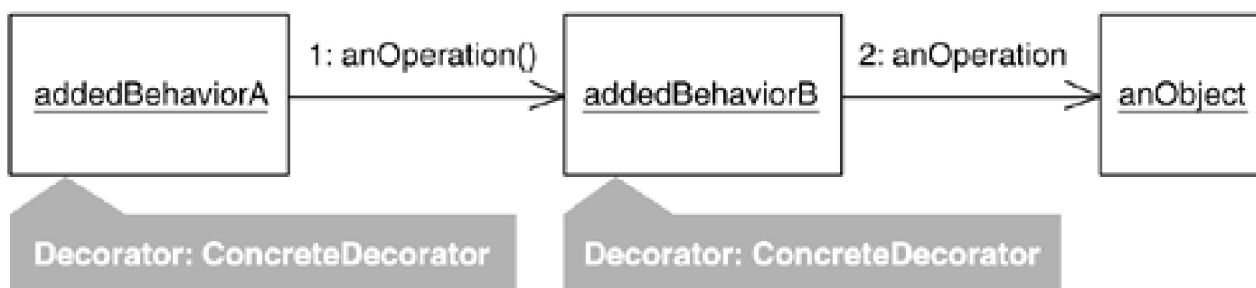 1: anOperation()
2: anOperation
addedBehaviorA
addedBehaviorB
anObject
Decorator: ConcreteDecorator
Decorator: ConcreteDecorator